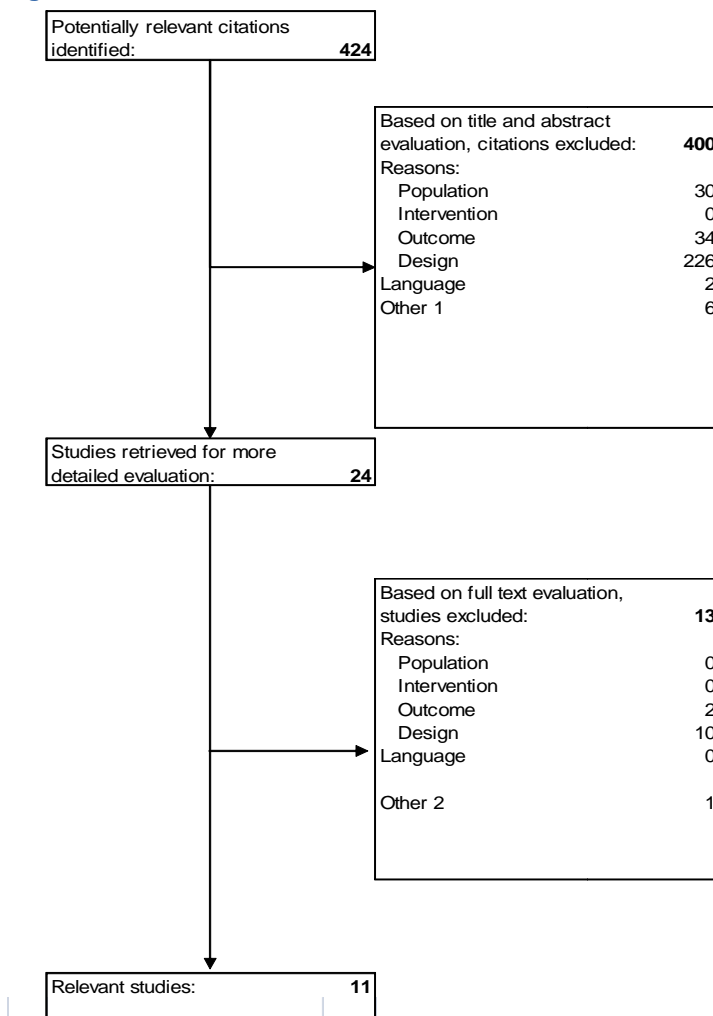 Potentially relevant citations
identified: 424
Based on title and abstract
evaluation, citations excluded: 400
Reasons:
Population 30
Intervention 0
Outcome 34
Design 226
Language 2
Other 1 6
Studies retrieved for more
detailed evaluation: 24
Based on full text evaluation,
studies excluded: 13
Reasons:
Population 0
Intervention 0
Outcome 2
Design 10
Language 0
Other 2 1
Relevant studies: 11